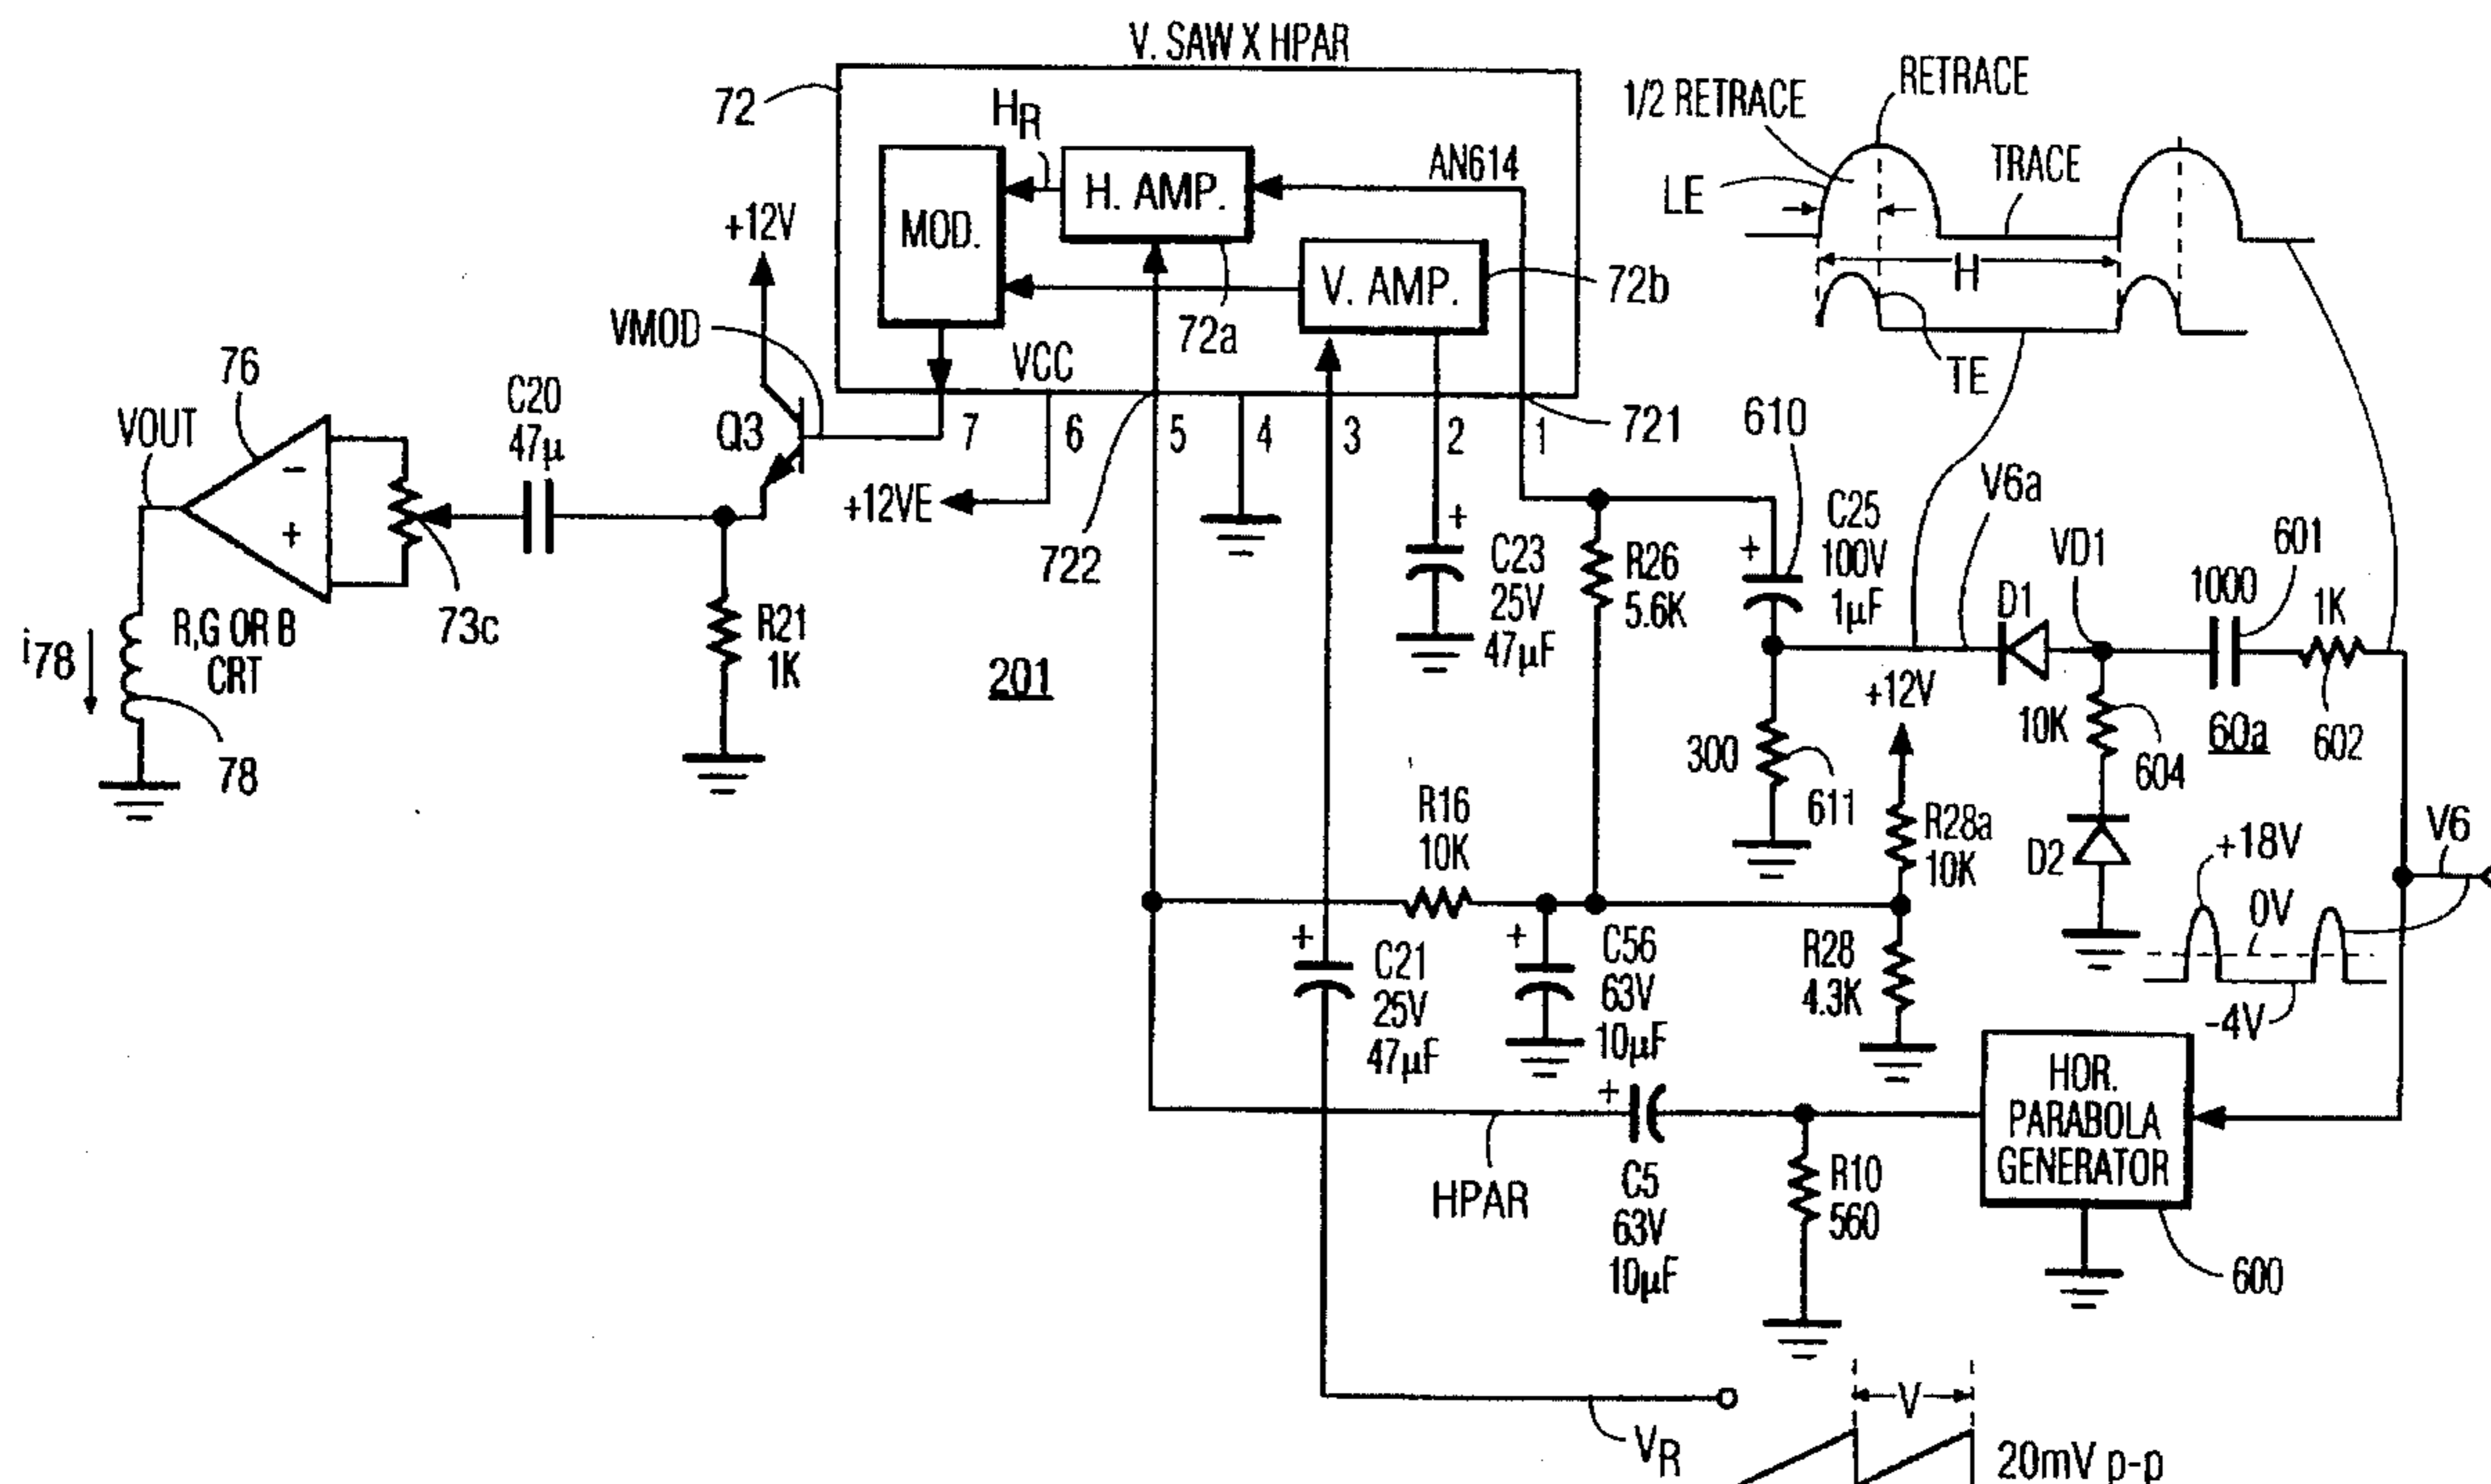 V. SAW X HPAR
72
HR
AN614
MOD.
H. AMP.
V. AMP.
72b
72a
VCC
7
6
5
4
3
2
1
721
722
1/2 RETRACE
RETRACE
LE
TRACE
H
TE
+12V
VMOD
Q3
+12VE
76
VOUT
C20
47μ
73c
R,G OR B
CRT
i78
78
R21
1K
201
C23
25V
47μF
R26
5.6K
610
C25
100V
1μF
V6a
VD1
D1
601
1000
1K
602
60a
10K
604
D2
300
611
+12V
R28a
10K
R28
4.3K
R16
10K
C21
25V
47μF
C56
63V
10μF
V6
+18V
0V
-4V
HOR.
PARABOLA
GENERATOR
600
HPAR
C5
63V
10μF
R10
560
VR
V
20mV p-p